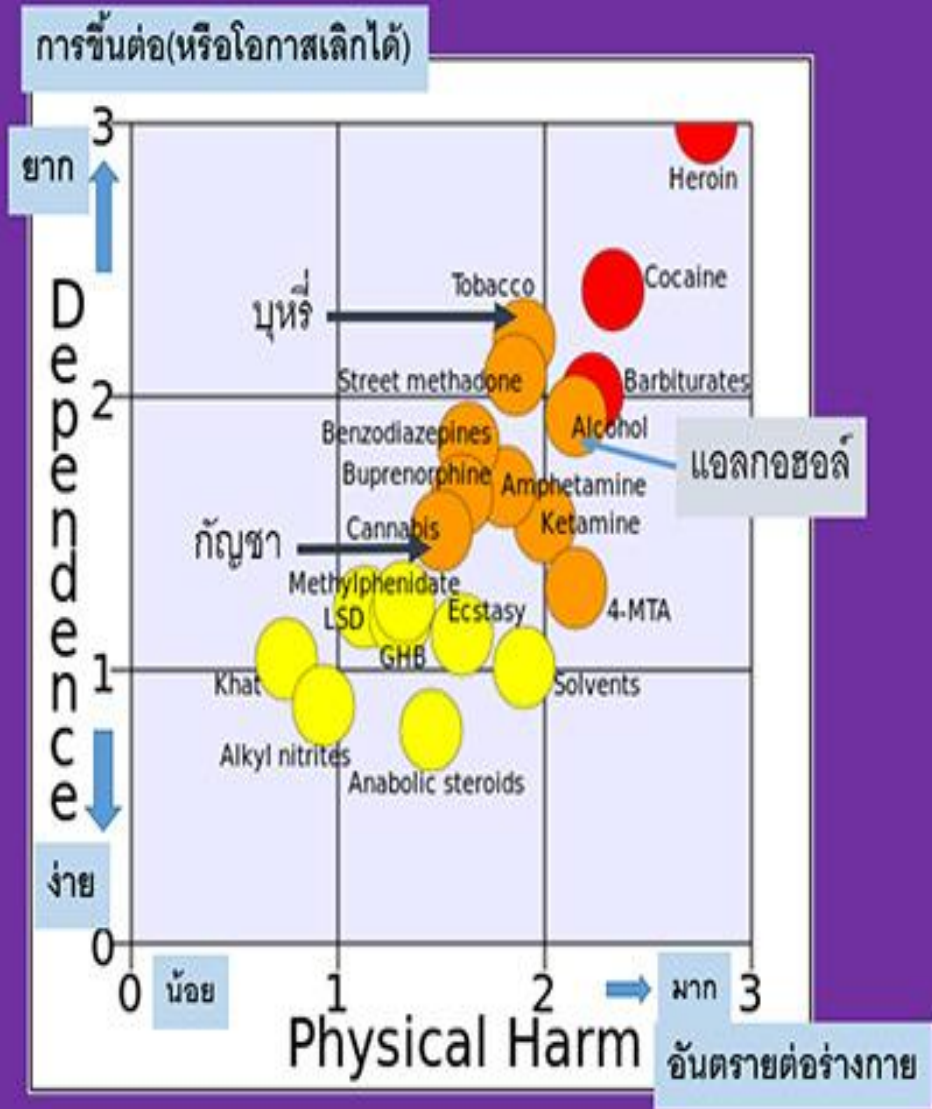 การขึ้นต่อ(หรือโอกาสเลิกได้)
3
ยาก
Heroin
Tobacco
Cocaine
บุหรี่
Dependence
Street methadone
Barbiturates
2
Benzodiazepines
Alcohol
แอลกอฮอล์
Buprenorphine
Amphetamine
กัญชา
Cannabis
Ketamine
Methylphenidate
LSD
Ecstasy
4-MTA
GHB
1
Khat
Solvents
Alkyl nitrites
Anabolic steroids
ง่าย
0
0
น้อย
1
2
มาก
3
Physical Harm
อันตรายต่อร่างกาย